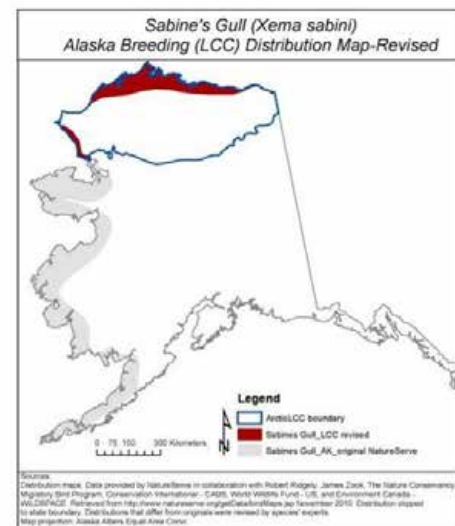 Sabine's Gull (Xema sabini)
Alaska Breeding (LCC) Distribution Map-Revised
Legend
ArcticLCC boundary
Sabines Gull_LCC revised
Sabines Gull_AK_original NatureServe
0 75 150 300 Kilometers
N
Sources:
Distribution maps: Data provided by NatureServe in collaboration with Robert Ridgely, James Zook, The Nature Conservancy -
Migratory Bird Program, Conservation International - CABS, World Wildlife Fund - US, and Environment Canada -
WILDSPACE. Retrieved from http://www.natureserve.org/getData/birdMaps.jsp November 2010. Distribution clipped
to state boundary. Distributions that differ from originals were revised by species' experts.
Map projection: Alaska Albers Equal Area Conic